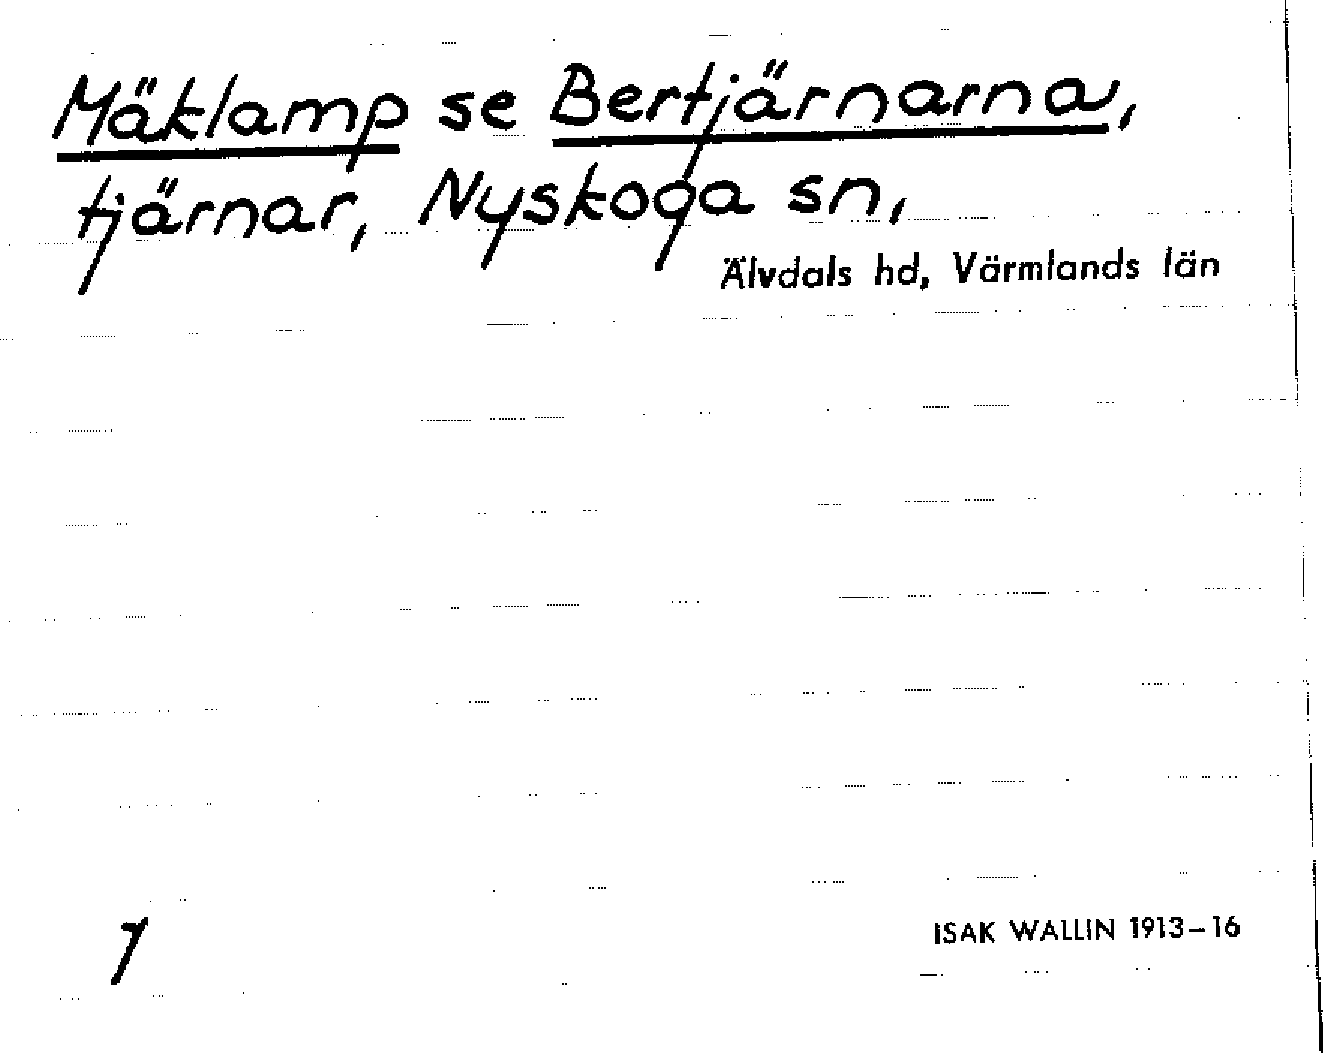 Mäklamp se Bertjärnarna,
tjärnar, Nyskoga sn,
Älvdals hd, Värmlands län
7
ISAK WALLIN 1913-16